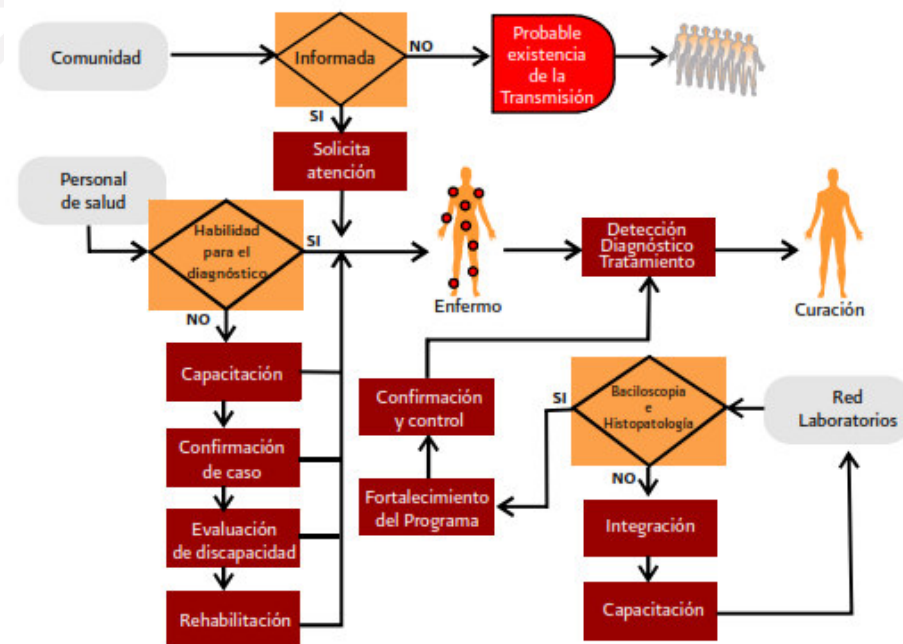 Comunidad
Informada
NO
Probable
existencia
de la
Transmisión
SI
Solicita
atención
Personal
de salud
Habilidad
para el
diagnóstico
SI
NO
Enfermo
Detección
Diagnóstico
Tratamiento
Curación
Capacitación
Confirmación
de caso
Evaluación
de discapacidad
Rehabilitación
Confirmación
y control
SI
Baciloscopia
e
Histopatología
Red
Laboratorios
NO
Fortalecimiento
del Programa
Integración
Capacitación